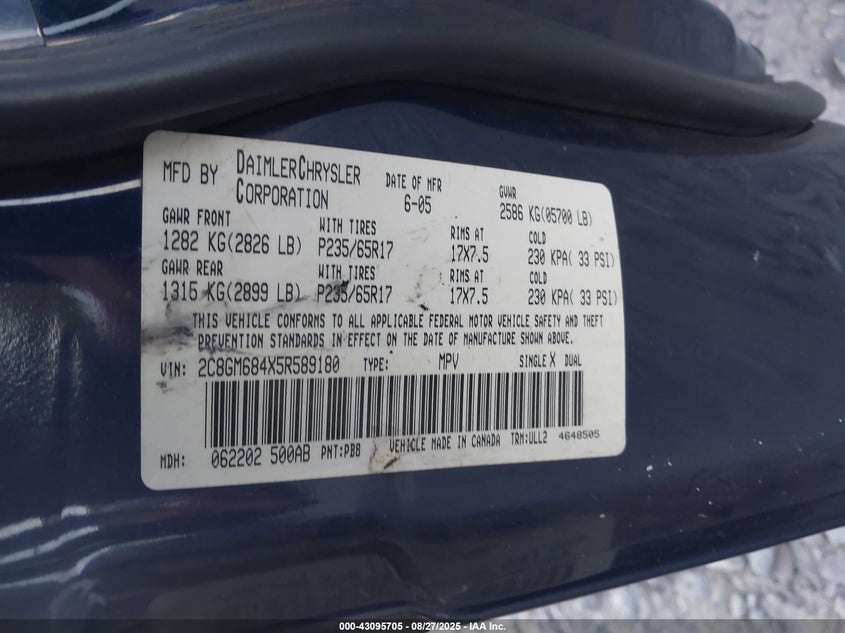 MFD BY DAIMLERCHRYSLER CORPORATION DATE OF MFR 6-05 GVWR 2586 KG(05700 LB)
GAWR FRONT WITH TIRES RIMS AT COLD
1282 KG(2826 LB) P235/65R17 17X7.5 230 KPA( 33 PSI)
GAWR REAR WITH TIRES RIMS AT COLD
1315 KG(2899 LB) P235/65R17 17X7.5 230 KPA( 33 PSI)
THIS VEHICLE CONFORMS TO ALL APPLICABLE FEDERAL MOTOR VEHICLE SAFETY AND THEFT
PREVENTION STANDARDS IN EFFECT ON THE DATE OF MANUFACTURE SHOWN ABOVE.
VIN: 2C8GM684X5R589180 TYPE: MPV SINGLE X DUAL
MDH: 062202 500AB PNT:PB8 VEHICLE MADE IN CANADA TRM:ULL2 4648505
000-43095705 - 08/27/2025 - IAA Inc.